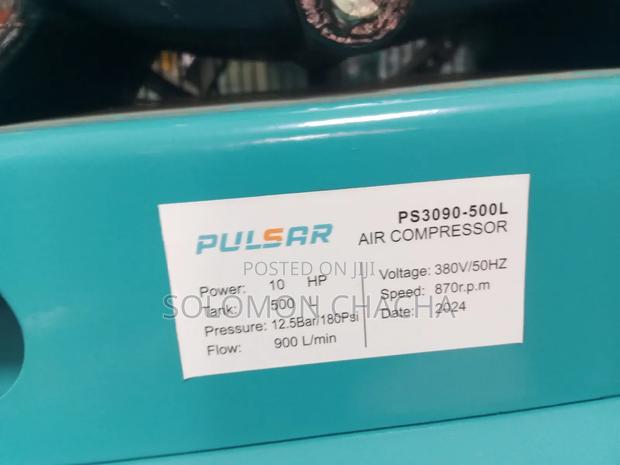 PULSAR
PS3090-500L
AIR COMPRESSOR
POSTED ON JIJI
SOLOMON CHACHA
Power: 10 HP
Tank: 500 L
Pressure: 12.5Bar/180Psi
Flow: 900 L/min
Voltage: 380V/50HZ
Speed: 870r.p.m
Date: 2024